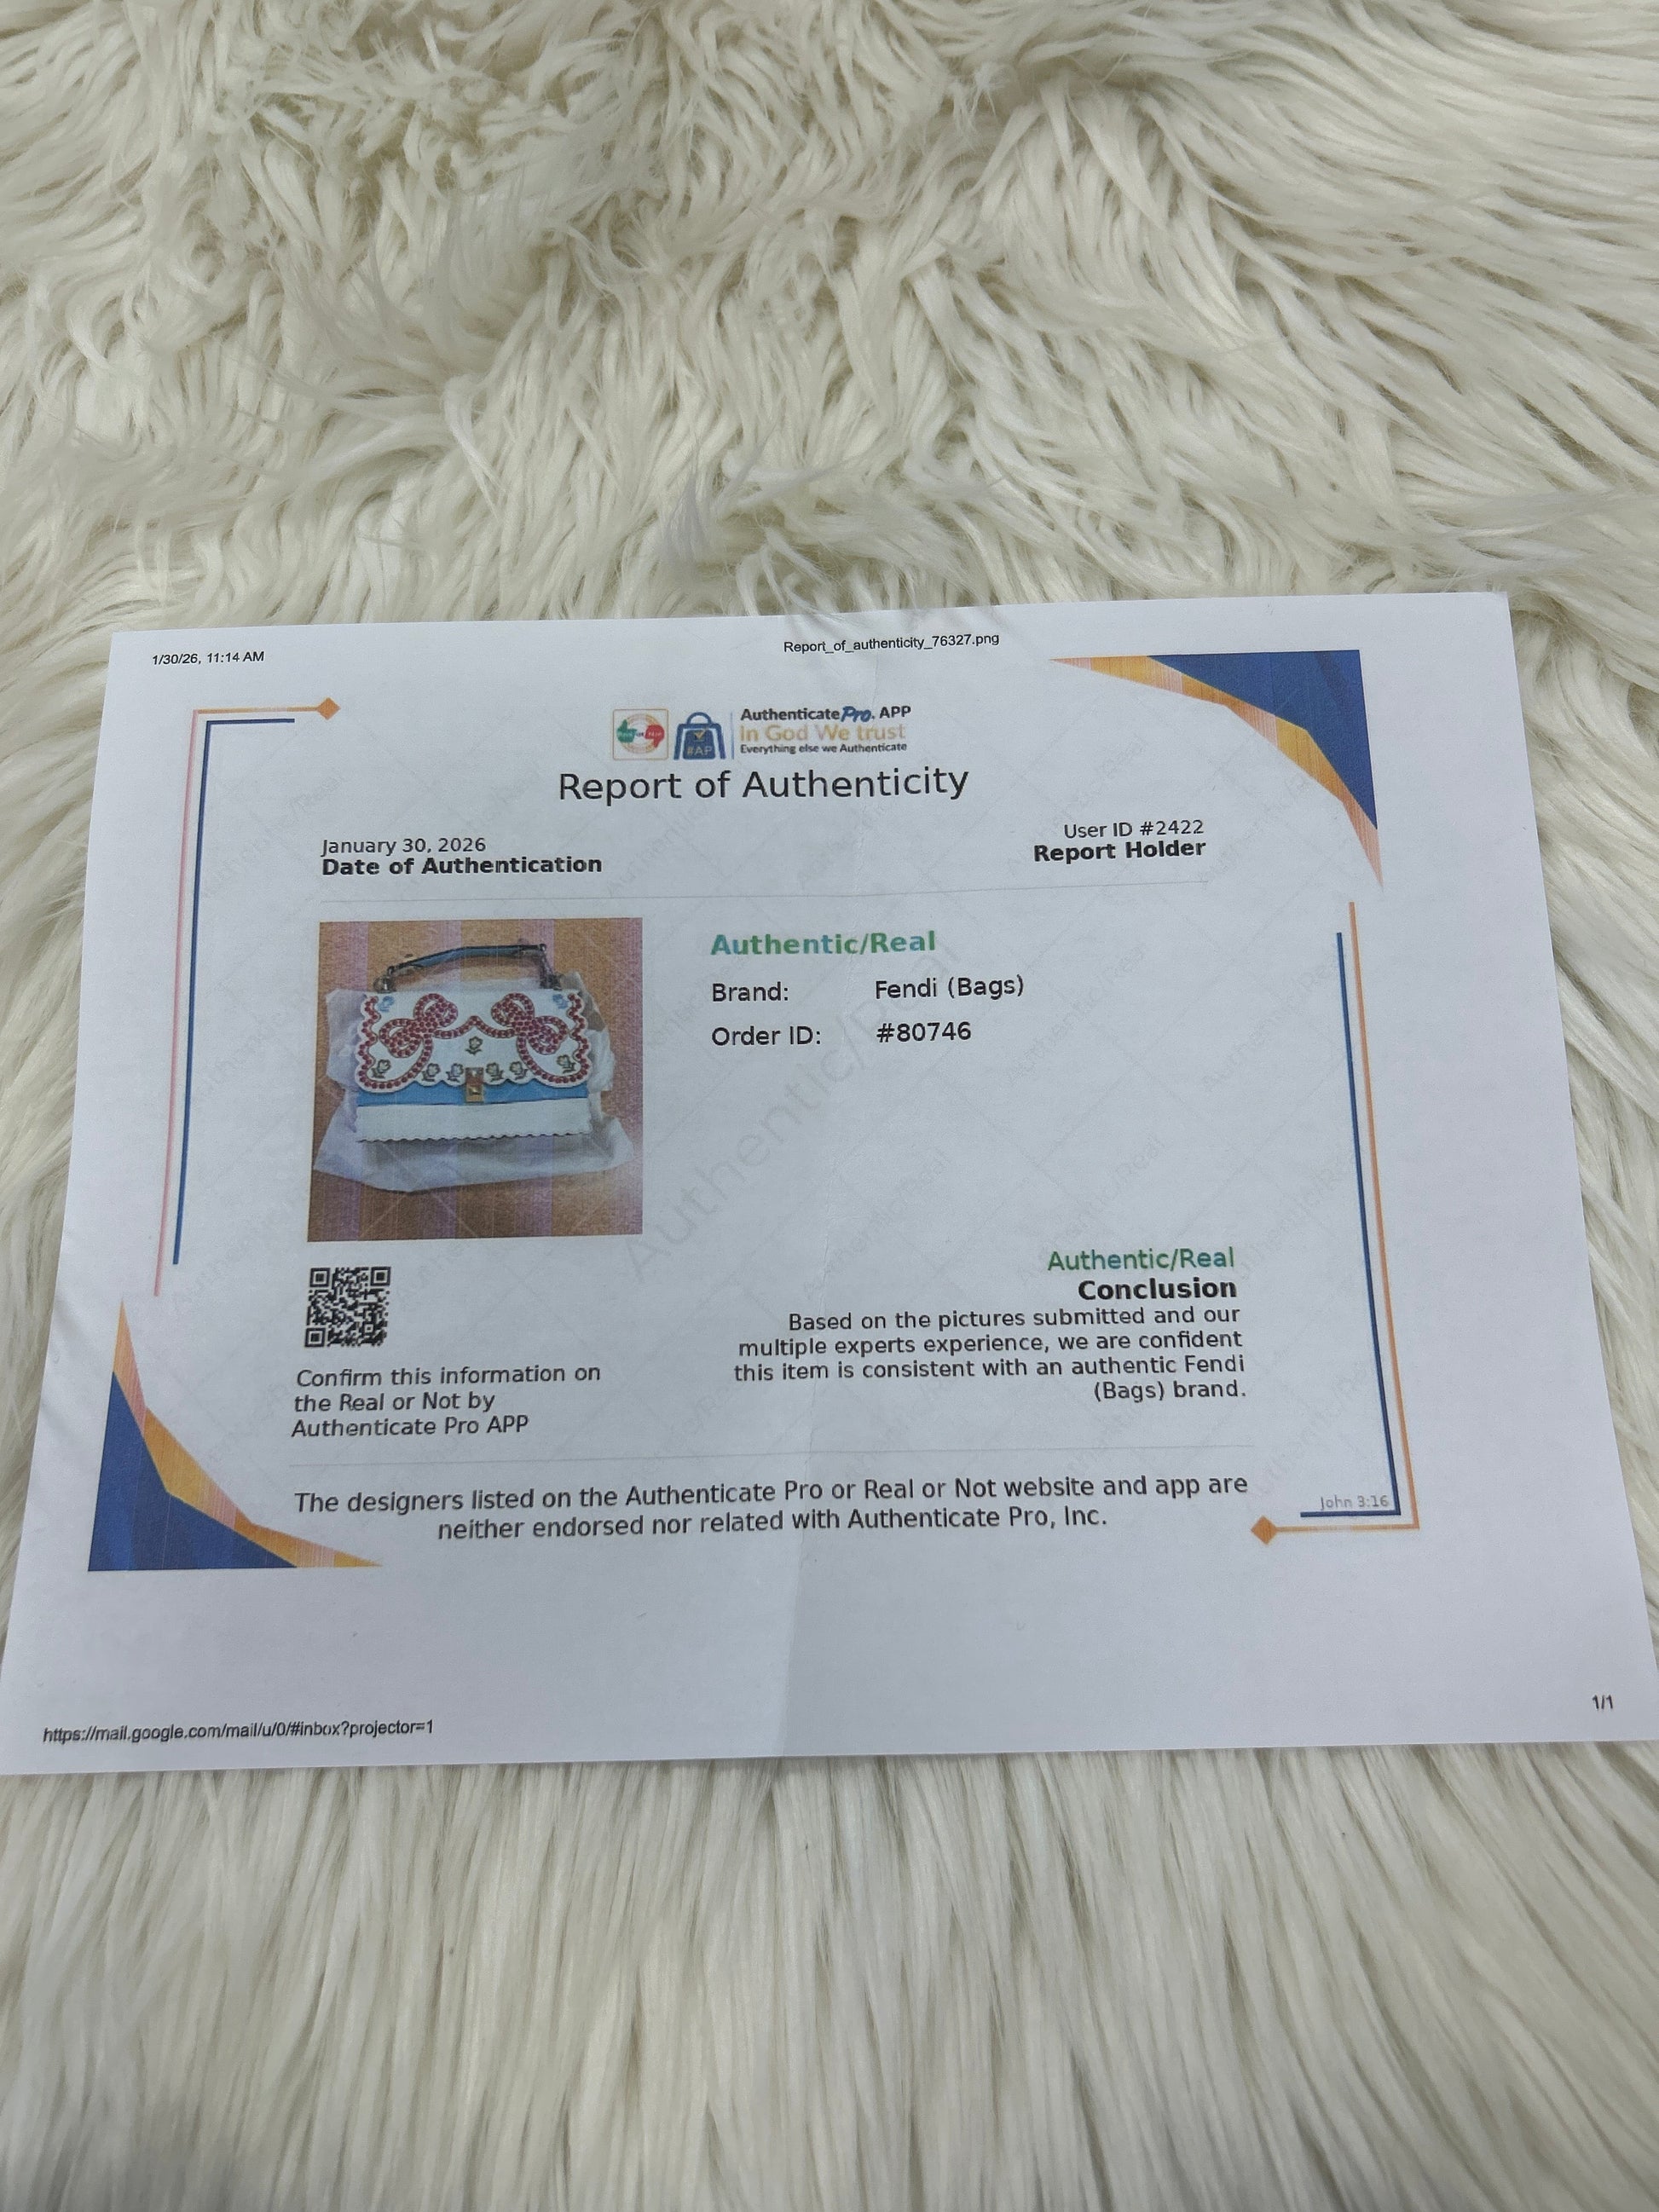 1/30/26, 11:14 AM
Report_of_authenticity_76327.png
AuthenticatePro. APP
In God We trust
Everything else we Authenticate
#AP
Report of Authenticity
January 30, 2026
Date of Authentication
User ID #2422
Report Holder
Authentic/Real
Brand: Fendi (Bags)
Order ID: #80746
Authentic/Real
Authentic/Real
Conclusion
Based on the pictures submitted and our
multiple experts experience, we are confident
this item is consistent with an authentic Fendi
(Bags) brand.
Confirm this information on
the Real or Not by
Authenticate Pro APP
The designers listed on the Authenticate Pro or Real or Not website and app are
neither endorsed nor related with Authenticate Pro, Inc.
John 3:16
https://mail.google.com/mail/u/0/#inbox?projector=1
1/1